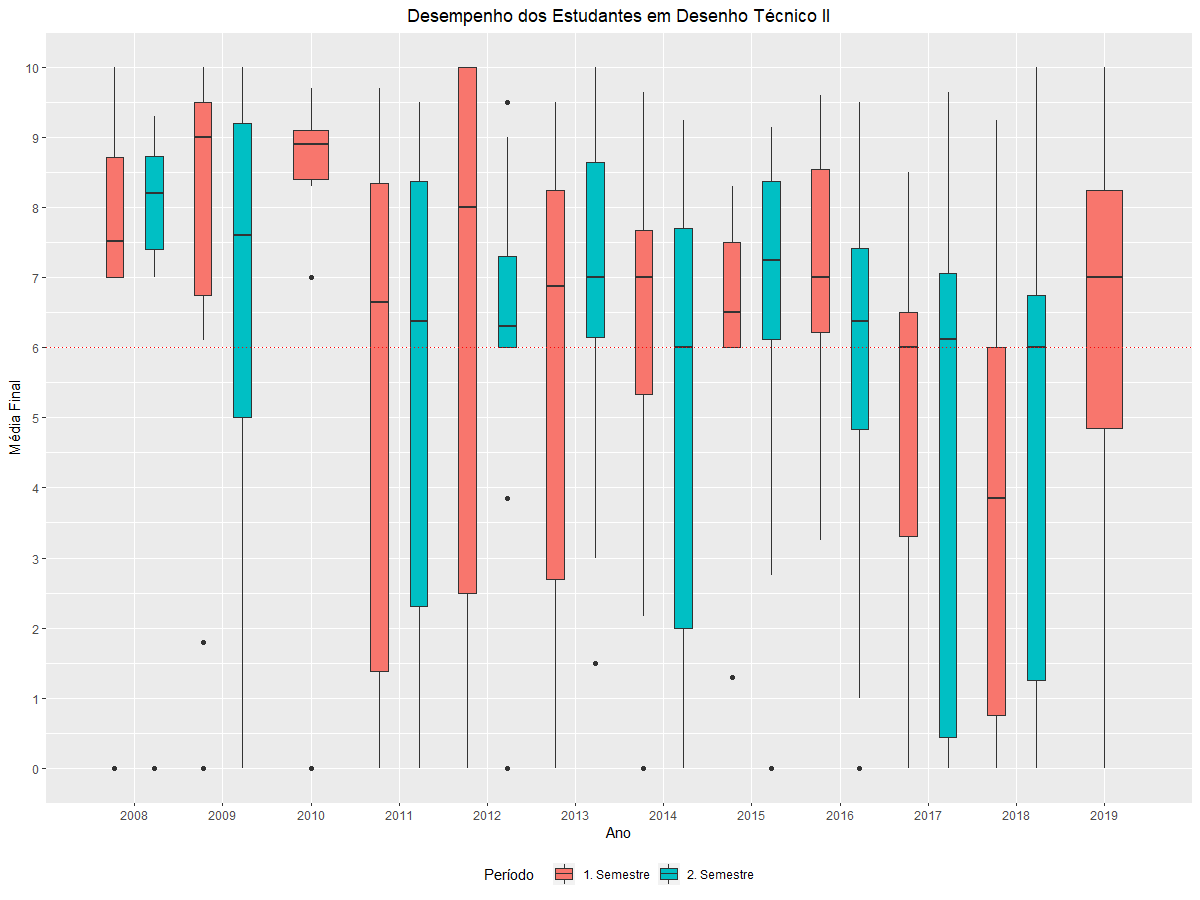 Desempenho dos Estudantes em Desenho Técnico II
Média Final
10
9
8
7
6
5
4
3
2
1
0
2008 2009 2010 2011 2012 2013 2014 2015 2016 2017 2018 2019
Ano
Período 1. Semestre 2. Semestre